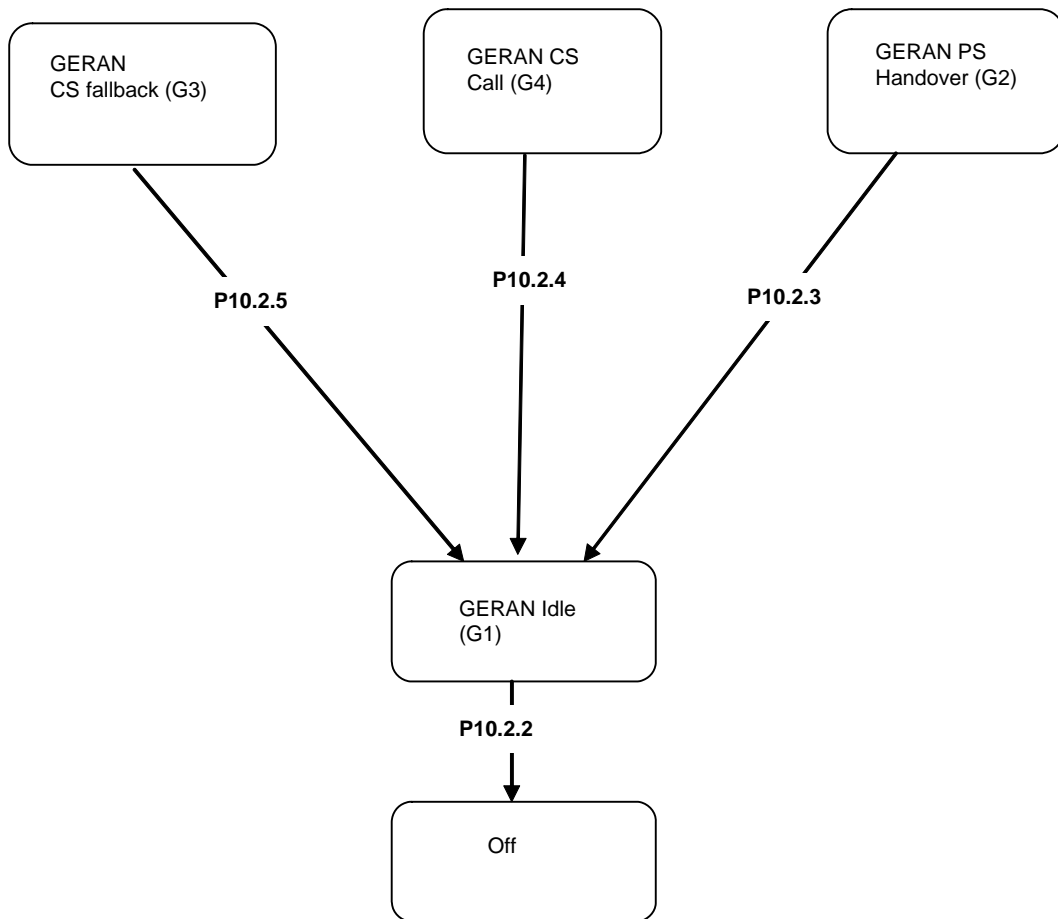 GERAN
CS fallback (G3)
GERAN CS
Call (G4)
GERAN PS
Handover (G2)
P10.2.5
P10.2.4
P10.2.3
GERAN Idle
(G1)
P10.2.2
Off